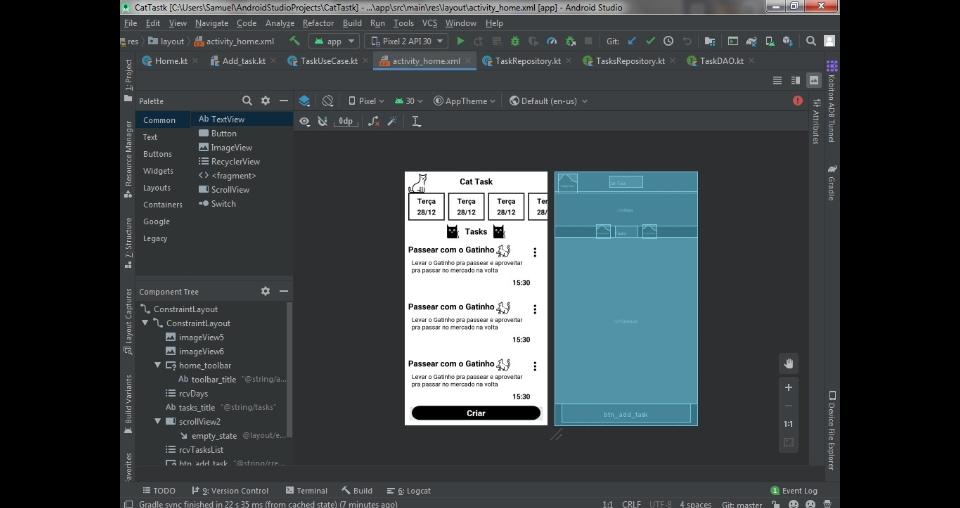 CatTastk [C:\Users\Samuel\AndroidStudioProjects\CatTastk] - ...\app\src\main\res\layout\activity_home.xml [app] - Android Studio
File Edit View Navigate Code Analyze Refactor Build Run Tools VCS Window Help
res layout activity_home.xml app Pixel 2 API 30 Git:
Home.kt Add_task.kt TaskUseCase.kt activity_home.xml TaskRepository.kt TasksRepository.kt TaskDAO.kt
1: Project
Resource Manager
7: Structure
Layout Captures
Build Variants
Favorites
Palette
Common
Text
Buttons
Widgets
Layouts
Containers
Google
Legacy
Ab TextView
Button
ImageView
RecyclerView
<fragment>
ScrollView
Switch
Pixel 30 AppTheme Default (en-us)
0dp
Component Tree
ConstraintLayout
ConstraintLayout
imageView5
imageView6
home_toolbar
Ab toolbar_title "@string/a...
rcvDays
Ab tasks_title "@string/tasks"
scrollView2
empty_state @layout/e...
rcvTasksList
btn_add_task "@string/cre...
Cat Task
Terça
28/12
Terça
28/12
Terça
28/12
Ter
28/
Tasks
Passear com o Gatinho
Levar o Gatinho pra passear e aproveitar
pra passar no mercado na volta
15:30
Passear com o Gatinho
Levar o Gatinho pra passear e aproveitar
pra passar no mercado na volta
15:30
Passear com o Gatinho
Levar o Gatinho pra passear e aproveitar
pra passar no mercado na volta
15:30
Criar
Cat Task
btn_add_task
1:1
Attributes
Kobiton ADB Tunnel
Gradle
Device File Explorer
TODO 9: Version Control Terminal Build 6: Logcat 1 Event Log
Gradle sync finished in 22 s 35 ms (from cached state) (7 minutes ago) 1:1 CRLF UTF-8 4 spaces Git: master